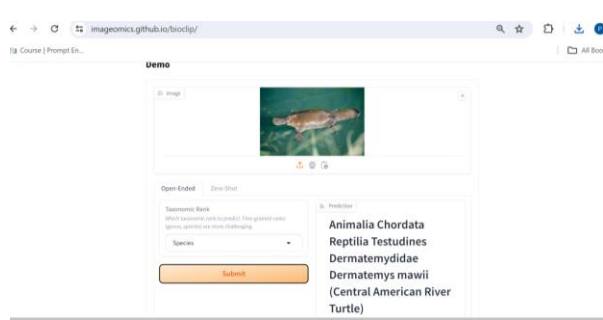 imageomics.github.io/bioclip/
Course | Prompt En...
All Boo
Demo
Image
Open-Ended Zero-Shot
Taxonomic Rank
Which taxonomic rank to predict. Fine-grained ranks
(genus, species) are more challenging.
Species
Submit
Prediction
Animalia Chordata
Reptilia Testudines
Dermatemydidae
Dermatemys mawii
(Central American River
Turtle)